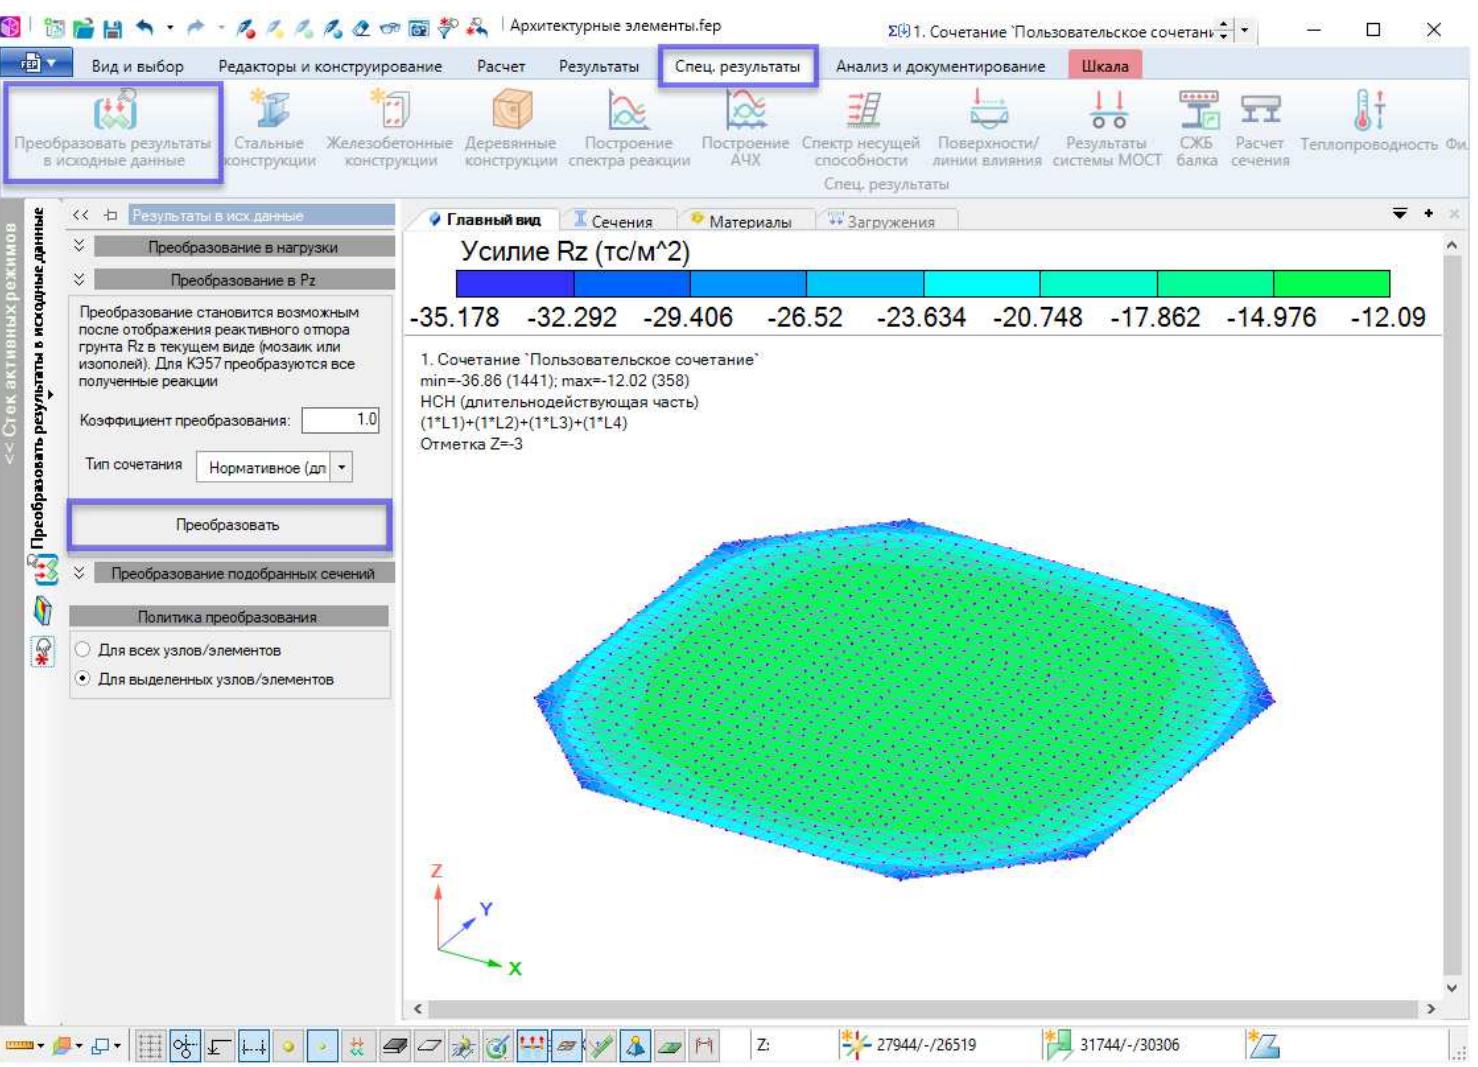 Архитектурные элементы.fep
Σ(ψ)1. Сочетание `Пользовательское сочетани
FEP
Вид и выбор
Редакторы и конструирование
Расчет
Результаты
Спец. результаты
Анализ и документирование
Шкала
Преобразовать результаты
в исходные данные
Стальные
конструкции
Железобетонные
конструкции
Деревянные
конструкции
Построение
спектра реакции
Построение
АЧХ
Спектр несущей
способности
Поверхности/
линии влияния
Результаты
системы МОСТ
СЖБ
балка
Расчет
сечения
Теплопроводность
Фи
Спец. результаты
<< Стек активных режимов
Преобразовать результаты в исходные данные
<<
Результаты в исх.данные
Преобразование в нагрузки
Преобразование в Pz
Преобразование становится возможным
после отображения реактивного отпора
грунта Rz в текущем виде (мозаик или
изополей). Для КЭ57 преобразуются все
полученные реакции
Коэффициент преобразования:
1.0
Тип сочетания
Нормативное (дл
Преобразовать
Преобразование подобранных сечений
Политика преобразования
Для всех узлов/элементов
Для выделенных узлов/элементов
Главный вид
Сечения
Материалы
Загружения
Усилие Rz (тс/м^2)
-35.178 -32.292 -29.406 -26.52 -23.634 -20.748 -17.862 -14.976 -12.09
1. Сочетание `Пользовательское сочетание`
min=-36.86 (1441); max=-12.02 (358)
НСН (длительнодействующая часть)
(1*L1)+(1*L2)+(1*L3)+(1*L4)
Отметка Z=-3
Z
Y
X
Z:
27944/-/26519
31744/-/30306